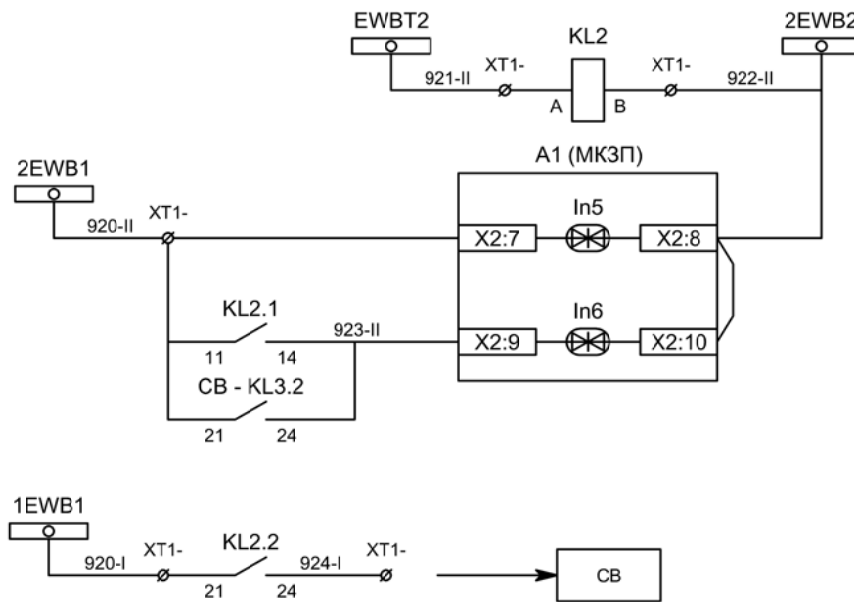 EWBT2 KL2 2EWB2
XT1- XT1-
921-II 922-II
A B
A1 (МКЗП)
2EWB1
XT1- In5
920-II
X2:7 X2:8
KL2.1 In6
923-II
X2:9 X2:10
11 14
СВ - KL3.2
21 24
1EWB1
XT1- KL2.2 XT1-
920-I 924-I
СВ
21 24